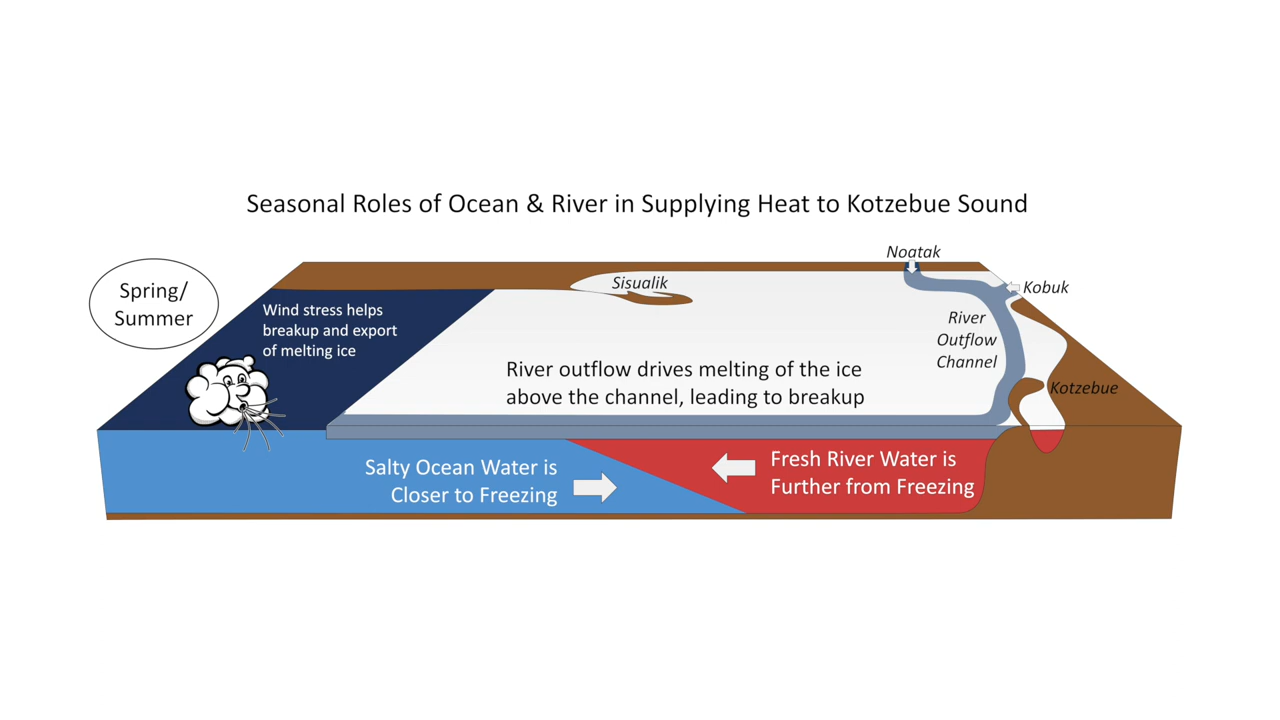 Seasonal Roles of Ocean & River in Supplying Heat to Kotzebue Sound
Spring/
Summer
Noatak
Sisualik
Kobuk
Wind stress helps
breakup and export
of melting ice
River
Outflow
Channel
River outflow drives melting of the ice
above the channel, leading to breakup
Kotzebue
Salty Ocean Water is
Closer to Freezing
Fresh River Water is
Further from Freezing